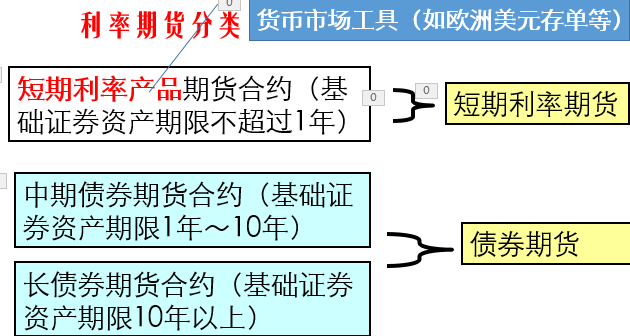 0
利率期货分类
货币市场工具（如欧洲美元存单等）
短期利率产品期货合约（基
础证券资产期限不超过1年）
0
0
短期利率期货
中期债券期货合约（基础证
券资产期限1年～10年）
债券期货
长债券期货合约（基础证券
资产期限10年以上）